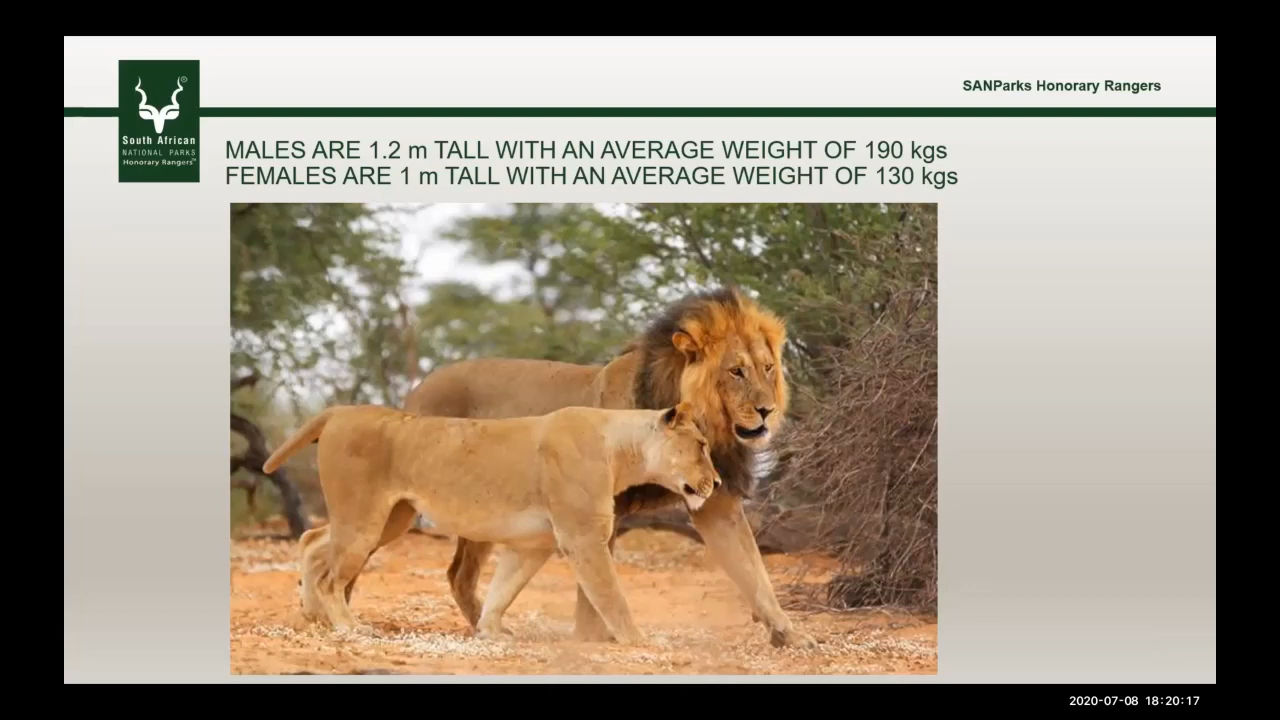 SANParks Honorary Rangers
South African
NATIONAL PARKS
Honorary Rangers™
MALES ARE 1.2 m TALL WITH AN AVERAGE WEIGHT OF 190 kgs
FEMALES ARE 1 m TALL WITH AN AVERAGE WEIGHT OF 130 kgs
2020-07-08 18:20:17